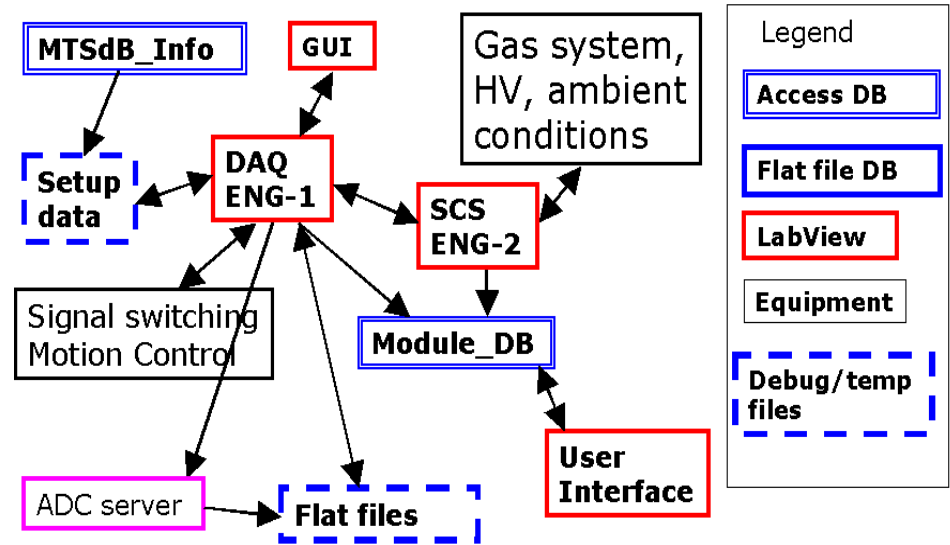 MTSdB_Info
GUI
Gas system,
HV, ambient
conditions
Setup
data
DAQ
ENG-1
SCS
ENG-2
Signal switching
Motion Control
Module_DB
User
Interface
ADC server
Flat files
Legend
Access DB
Flat file DB
LabView
Equipment
Debug/temp
files